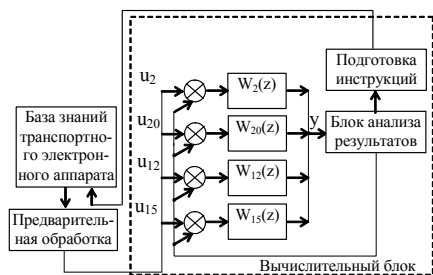 u2
W2(z)
Подготовка
инструкций
База знаний
транспортно-
го электрон-
ного аппарата
u20
W20(z)
y
Блок анализа
результатов
u12
W12(z)
u15
W15(z)
Предваритель-
ная обработка
Вычислительный блок